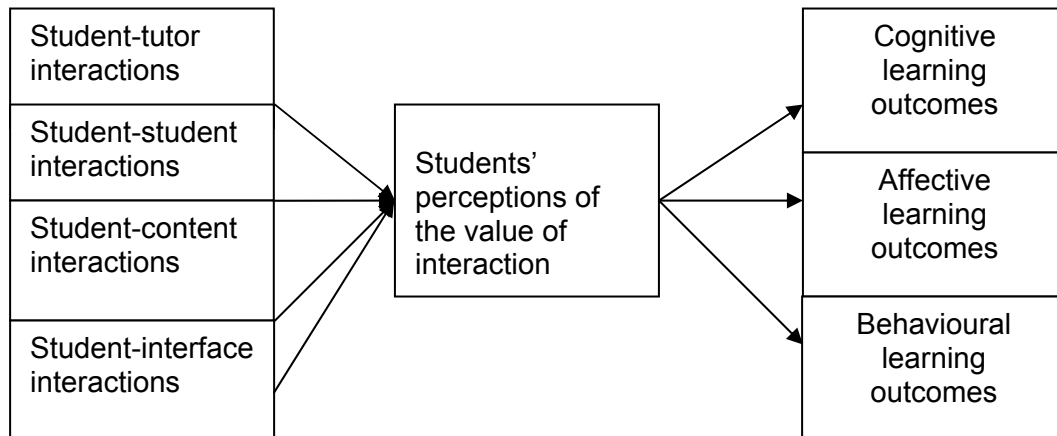 Student-tutor
interactions
Student-student
interactions
Student-content
interactions
Student-interface
interactions
Students’
perceptions of
the value of
interaction
Cognitive
learning
outcomes
Affective
learning
outcomes
Behavioural
learning
outcomes